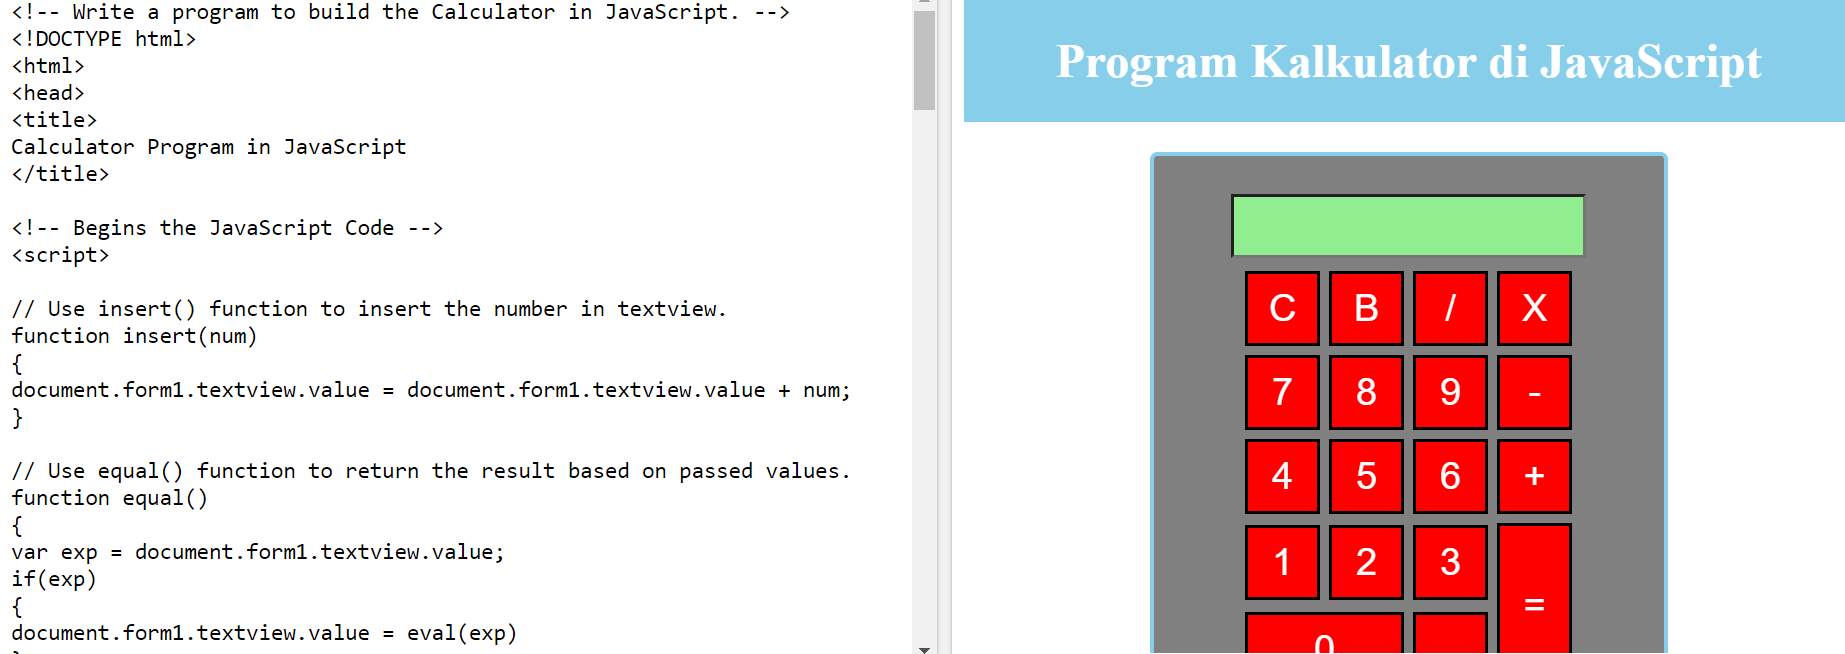 <!-- Write a program to build the Calculator in JavaScript. -->
<!DOCTYPE html>
<html>
<head>
<title>
Calculator Program in JavaScript
</title>
<!-- Begins the JavaScript Code -->
<script>
// Use insert() function to insert the number in textview.
function insert(num)
{
document.form1.textview.value = document.form1.textview.value + num;
}
// Use equal() function to return the result based on passed values.
function equal()
{
var exp = document.form1.textview.value;
if(exp)
{
document.form1.textview.value = eval(exp)
Program Kalkulator di JavaScript
C B / X
7 8 9 -
4 5 6 +
1 2 3 =
0